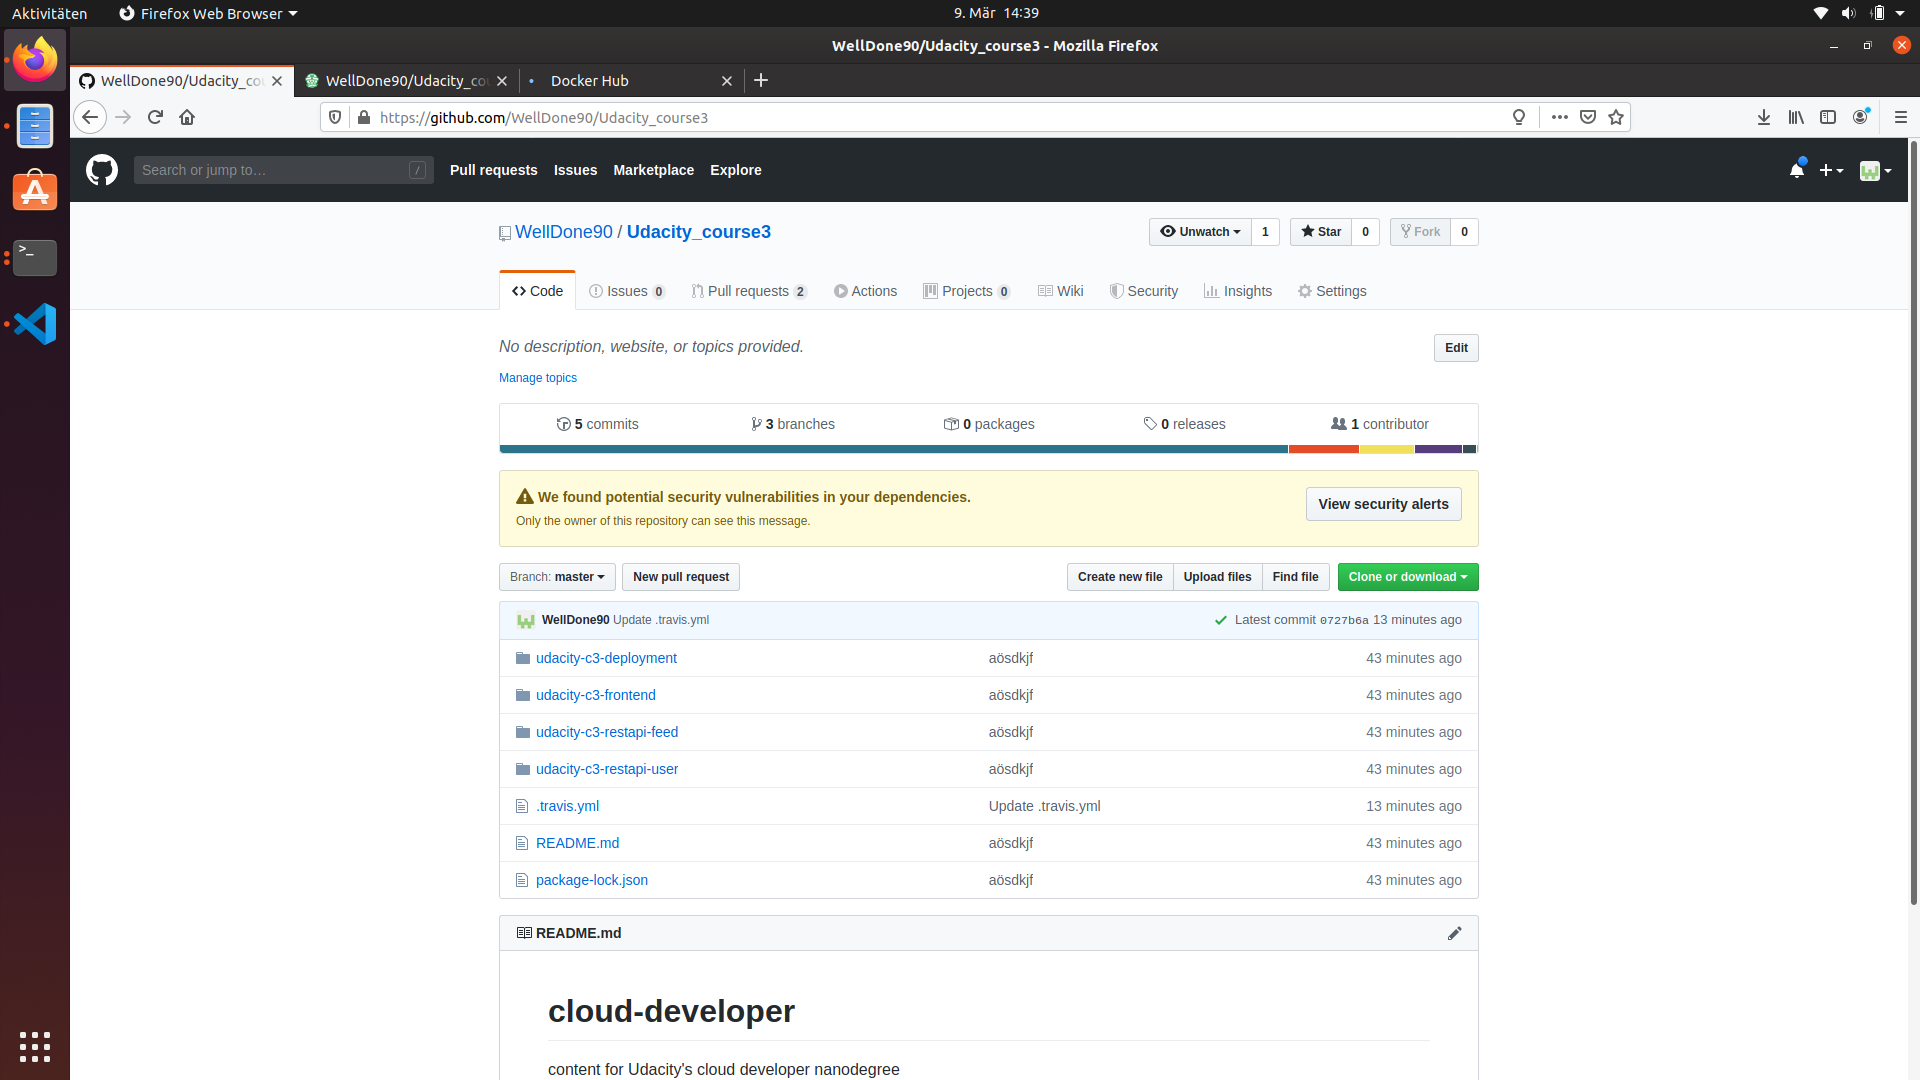 Aktivitäten Firefox Web Browser 9. Mär 14:39
WellDone90/Udacity_course3 - Mozilla Firefox
WellDone90/Udacity_co WellDone90/Udacity_co Docker Hub
https://github.com/WellDone90/Udacity_course3
Search or jump to… / Pull requests Issues Marketplace Explore
WellDone90 / Udacity_course3 Unwatch 1 Star 0 Fork 0
Code Issues 0 Pull requests 2 Actions Projects 0 Wiki Security Insights Settings
No description, website, or topics provided. Edit
Manage topics
5 commits 3 branches 0 packages 0 releases 1 contributor
We found potential security vulnerabilities in your dependencies. View security alerts
Only the owner of this repository can see this message.
Branch: master New pull request Create new file Upload files Find file Clone or download
WellDone90 Update .travis.yml Latest commit 0727b6a 13 minutes ago
udacity-c3-deployment aösdkjf 43 minutes ago
udacity-c3-frontend aösdkjf 43 minutes ago
udacity-c3-restapi-feed aösdkjf 43 minutes ago
udacity-c3-restapi-user aösdkjf 43 minutes ago
.travis.yml Update .travis.yml 13 minutes ago
README.md aösdkjf 43 minutes ago
package-lock.json aösdkjf 43 minutes ago
README.md
cloud-developer
content for Udacity's cloud developer nanodegree